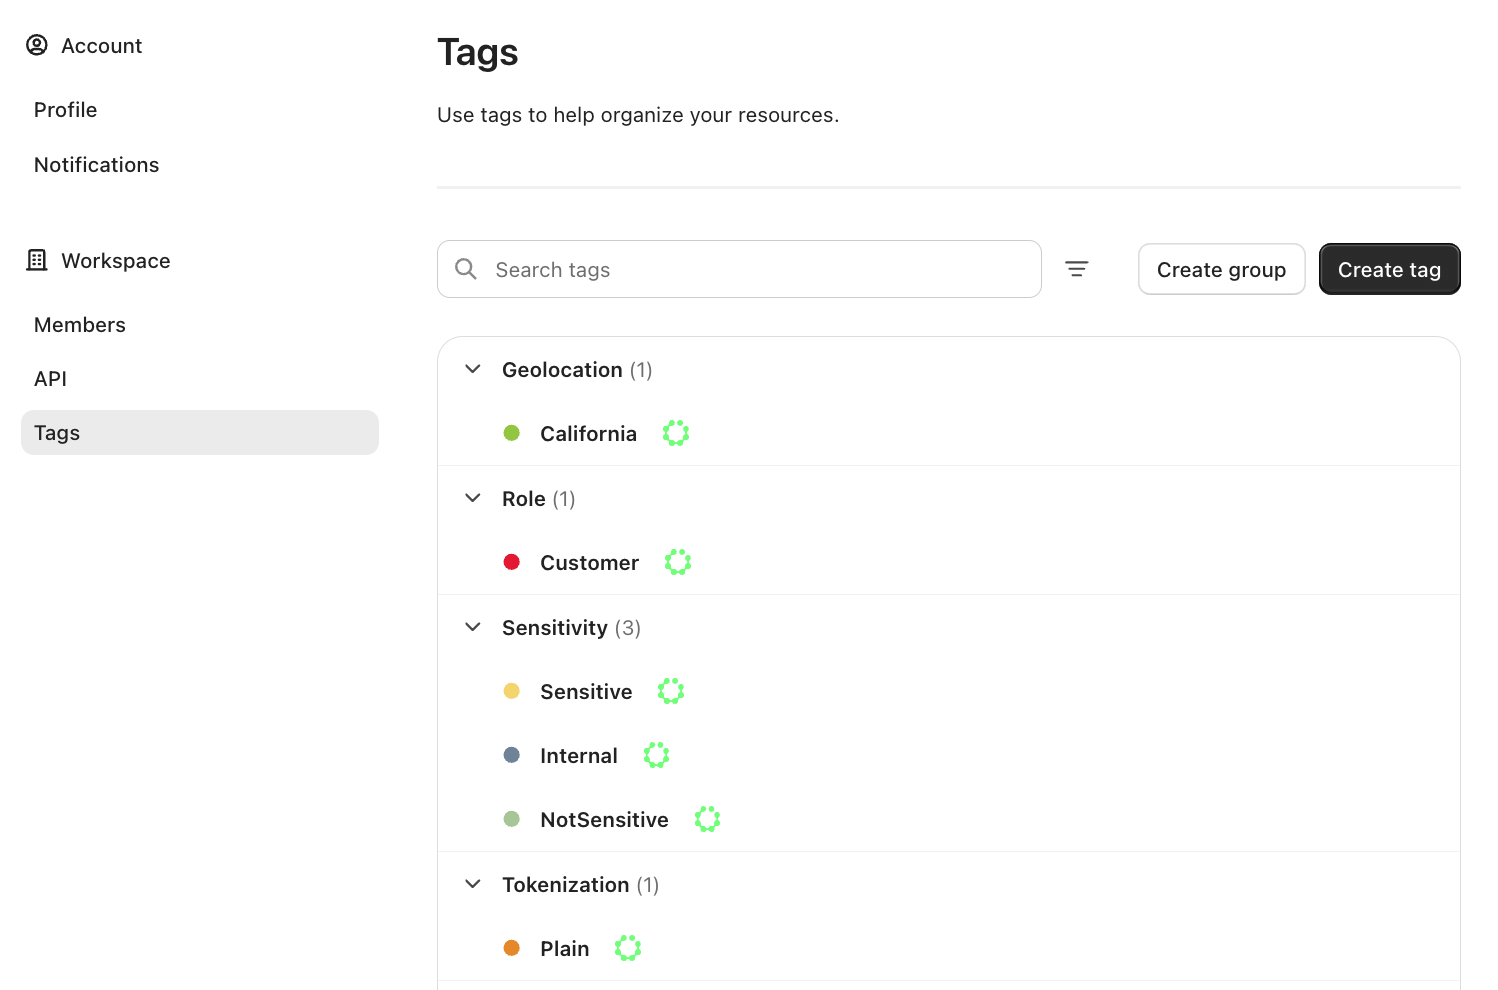 Account
Profile
Notifications
Workspace
Members
API
Tags
Tags
Use tags to help organize your resources.
Search tags
Create group
Create tag
Geolocation (1)
California
Role (1)
Customer
Sensitivity (3)
Sensitive
Internal
NotSensitive
Tokenization (1)
Plain